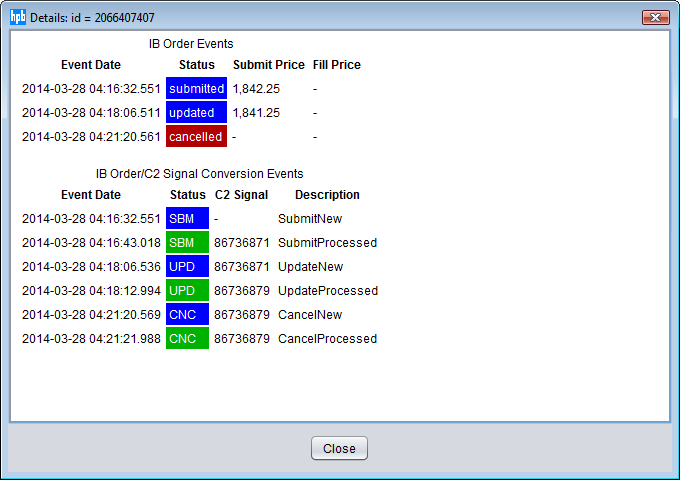 hpb Details: id = 2066407407
IB Order Events
Event Date Status Submit Price Fill Price
2014-03-28 04:16:32.551 submitted 1,842.25 -
2014-03-28 04:18:06.511 updated 1,841.25 -
2014-03-28 04:21:20.561 cancelled - -
IB Order/C2 Signal Conversion Events
Event Date Status C2 Signal Description
2014-03-28 04:16:32.551 SBM - SubmitNew
2014-03-28 04:16:43.018 SBM 86736871 SubmitProcessed
2014-03-28 04:18:06.536 UPD 86736871 UpdateNew
2014-03-28 04:18:12.994 UPD 86736879 UpdateProcessed
2014-03-28 04:21:20.569 CNC 86736879 CancelNew
2014-03-28 04:21:21.988 CNC 86736879 CancelProcessed
Close